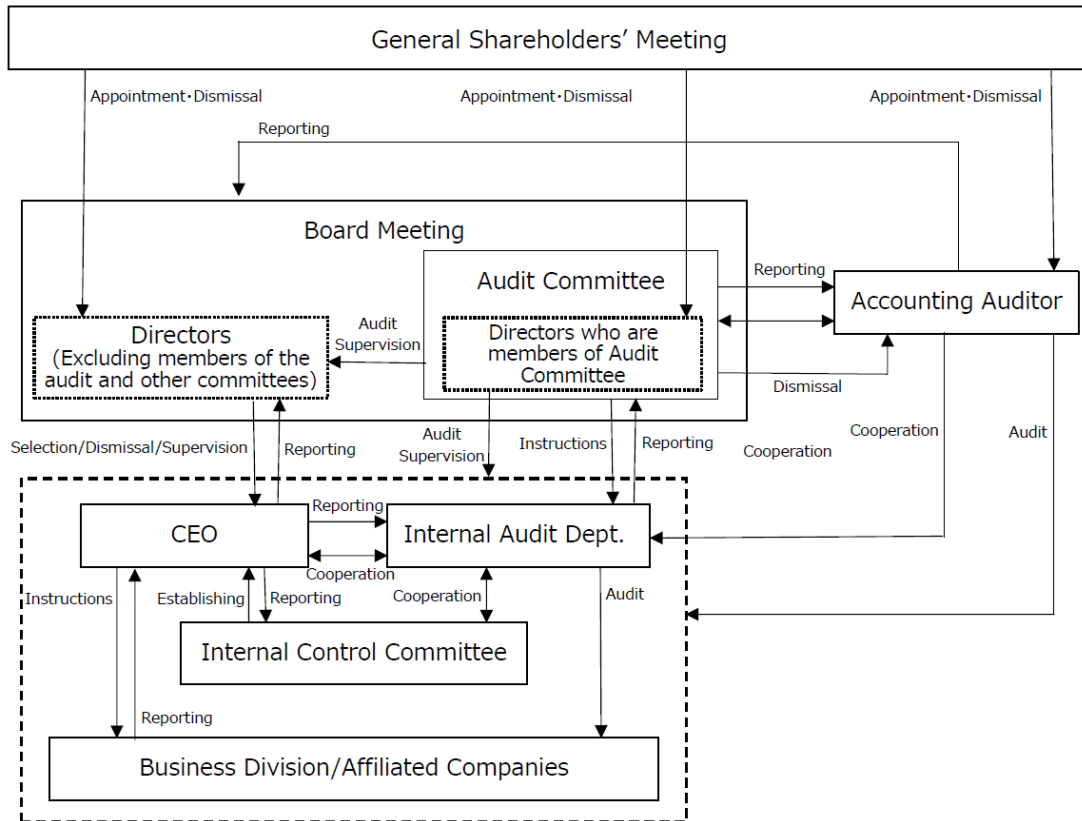 General Shareholders’ Meeting
Appointment・Dismissal
Appointment・Dismissal
Appointment・Dismissal
Reporting
Board Meeting
Audit Committee
Reporting
Accounting Auditor
Directors
(Excluding members of the
audit and other committees)
Audit
Supervision
Directors who are
members of Audit
Committee
Dismissal
Selection/Dismissal/Supervision
Reporting
Audit
Supervision
Instructions
Reporting
Cooperation
Cooperation
Audit
CEO
Reporting
Internal Audit Dept.
Cooperation
Instructions
Establishing
Reporting
Cooperation
Audit
Internal Control Committee
Reporting
Business Division/Affiliated Companies